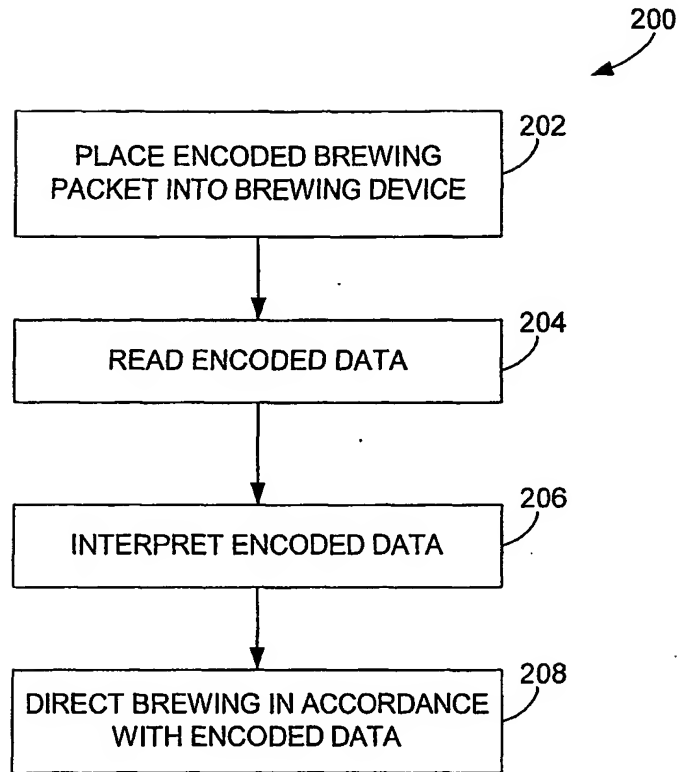 200
202
PLACE ENCODED BREWING
PACKET INTO BREWING DEVICE
204
READ ENCODED DATA
206
INTERPRET ENCODED DATA
208
DIRECT BREWING IN ACCORDANCE
WITH ENCODED DATA